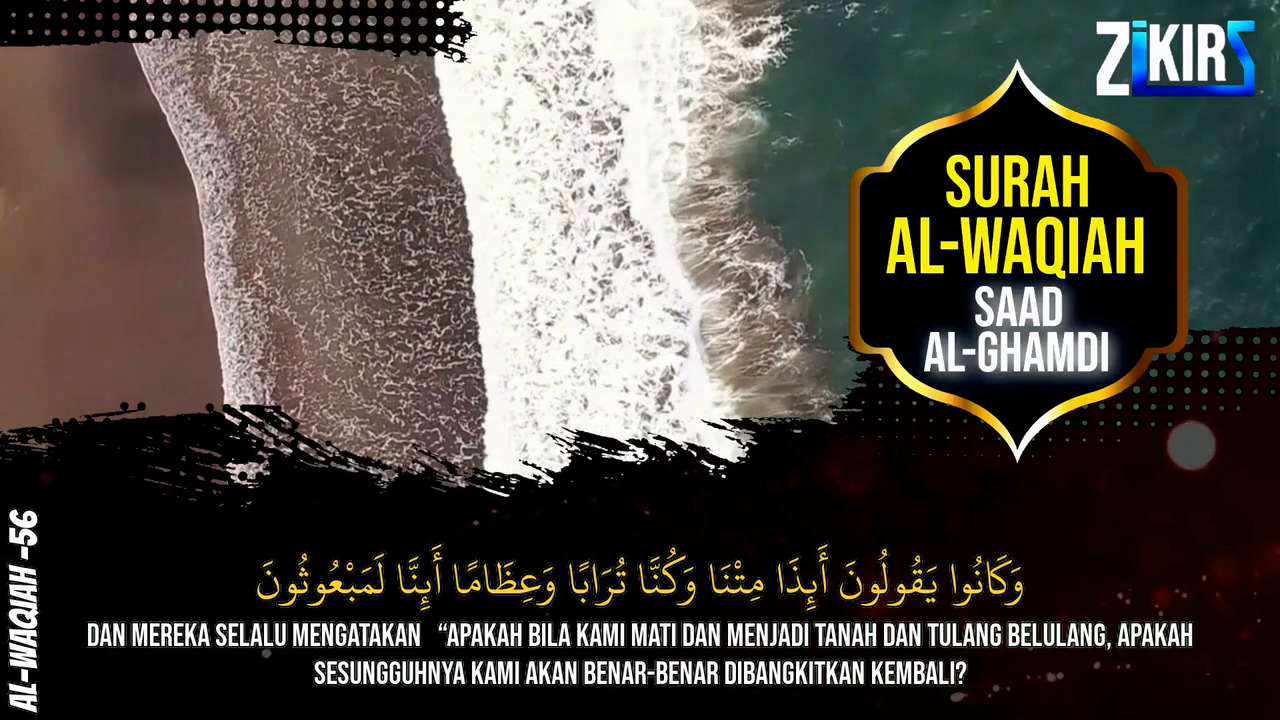 ZIKIRS
SURAH
AL-WAQIAH
SAAD
AL-GHAMDI
AL-WAQIAH -56
وَكَانُوا يَقُولُونَ أَبِذَا مِتْنَا وَكُنَّا تُرَابًا وَعِظَامًا أَبِنَّا لَمَبْعُوثُونَ
DAN MEREKA SELALU MENGATAKAN “APAKAH BILA KAMI MATI DAN MENJADI TANAH DAN TULANG BELULANG, APAKAH
SESUNGGUHNYA KAMI AKAN BENAR-BENAR DIBANGKITKAN KEMBALI?